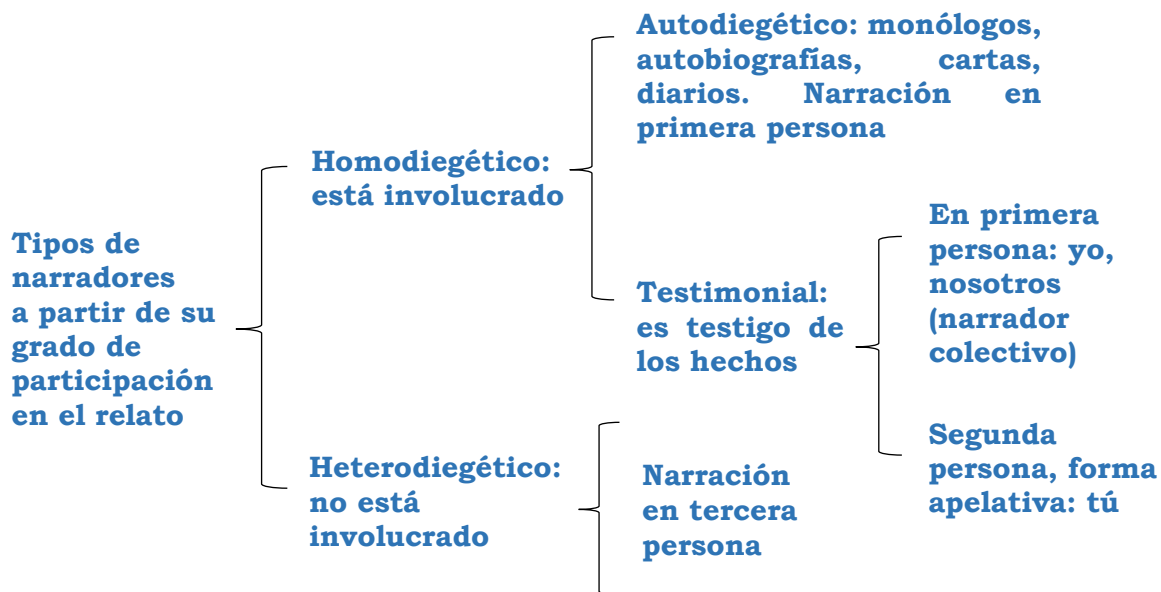 Tipos de
narradores
a partir de su
grado de
participación
en el relato
Homodiegético:
está involucrado
Autodiegético: monólogos,
autobiografías, cartas,
diarios. Narración en
primera persona
Testimonial:
es testigo de
los hechos
En primera
persona: yo,
nosotros
(narrador
colectivo)
Segunda
persona, forma
apelativa: tú
Heterodiegético:
no está
involucrado
Narración
en tercera
persona